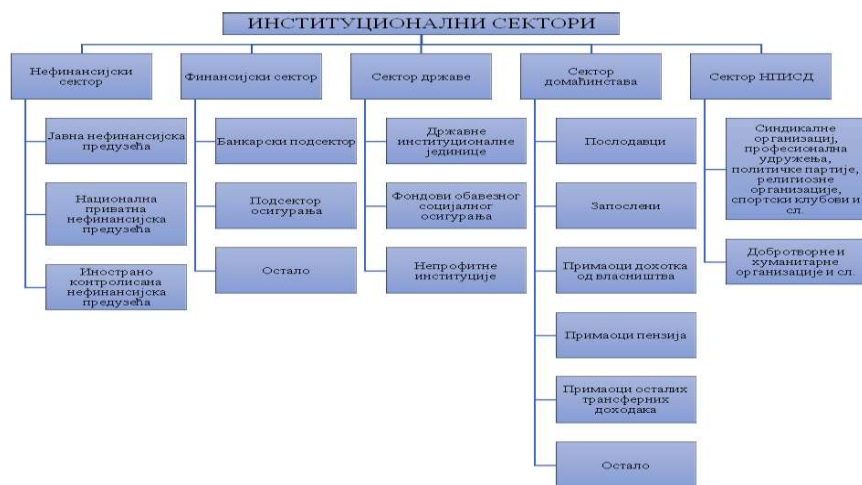 ИНСТИТУЦИОНАЛНИ СЕКТОРИ
Нефинансијски
сектор
Јавна нефинансијска
предузећа
Национална
приватна
нефинансијска
предузећа
Инострано
контролисана
нефинансијска
предузећа
Финансијски сектор
Банкарски подсектор
Подсектор
осигурања
Остало
Сектор државе
Државне
институционалне
јединице
Фондови обавезног
социјалног
осигурања
Непрофитне
институције
Сектор
домаћинстава
Послодавци
Запослени
Примаоци дохотка
од власништва
Примаоци пензија
Примаоци осталих
трансферних
доходака
Остало
Сектор НПИСД
Синдикалне
организациј,
професионална
удружења,
политичке партије,
религиозне
организације,
спортски клубови и
сл.
Добротворне и
хуманитарне
организације и сл.